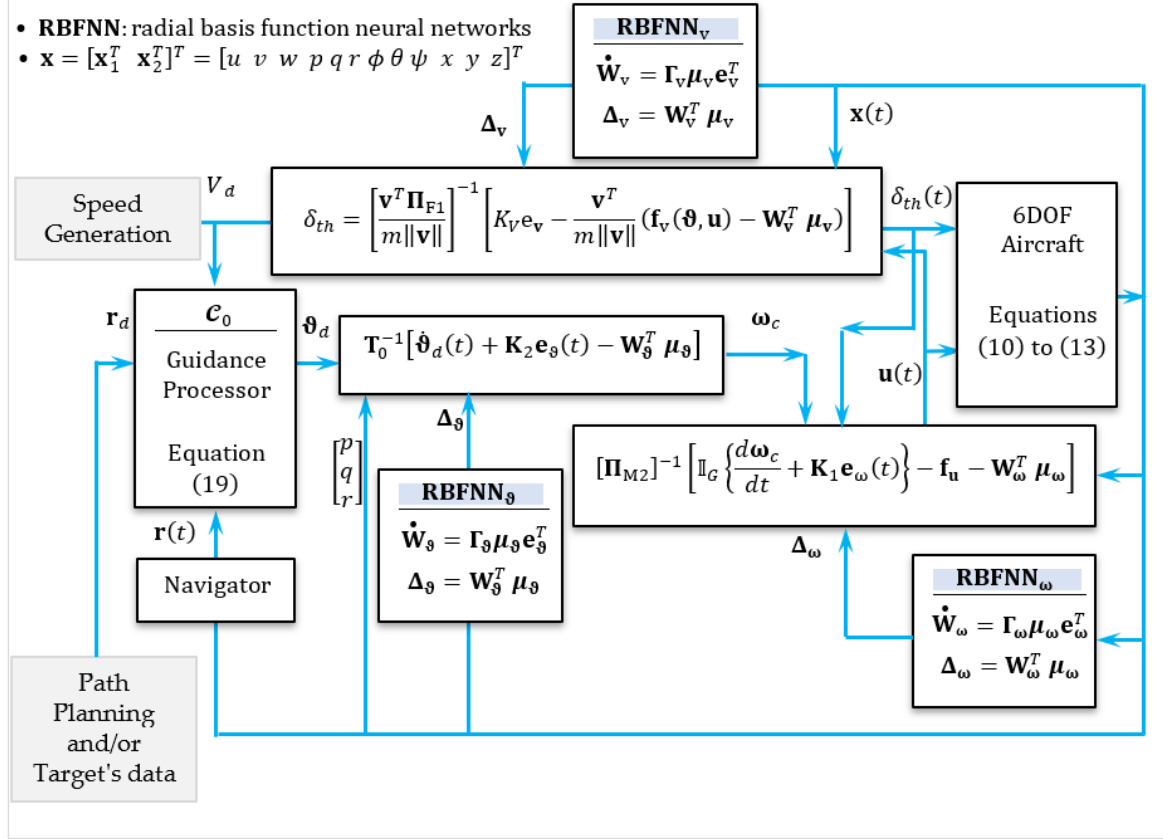 • RBFNN: radial basis function neural networks
• 𝐱 = [𝐱₁ᵀ 𝐱₂ᵀ]ᵀ = [u v w p q r ϕ θ ψ x y z]ᵀ
RBFNNᵥ
Ẇᵥ = Γᵥμᵥeᵥᵀ
Δᵥ = Wᵥᵀ μᵥ
Δᵥ
x(t)
Speed
Generation
V_d
δ_th = [vᵀΠ_F1 / m‖v‖]⁻¹ [K_V e_v − vᵀ / m‖v‖ (f_v(ϑ, u) − W_vᵀ μ_v)]
δ_th(t)
6DOF
Aircraft
Equations
(10) to (13)
r_d
𝓒₀
Guidance
Processor
Equation
(19)
ϑ_d
T₀⁻¹[ϑ̇_d(t) + K₂e_ϑ(t) − W_ϑᵀ μ_ϑ]
ω_c
u(t)
Δ_ϑ
[p
q
r]
[Π_M2]⁻¹ [𝕀_G {dω_c / dt + K₁e_ω(t)} − f_u − W_ωᵀ μ_ω]
RBFNN_ϑ
Ẇ_ϑ = Γ_ϑμ_ϑe_ϑᵀ
Δ_ϑ = W_ϑᵀ μ_ϑ
r(t)
Navigator
Δ_ω
RBFNN_ω
Ẇ_ω = Γ_ωμ_ωe_ωᵀ
Δ_ω = W_ωᵀ μ_ω
Path
Planning
and/or
Target's data